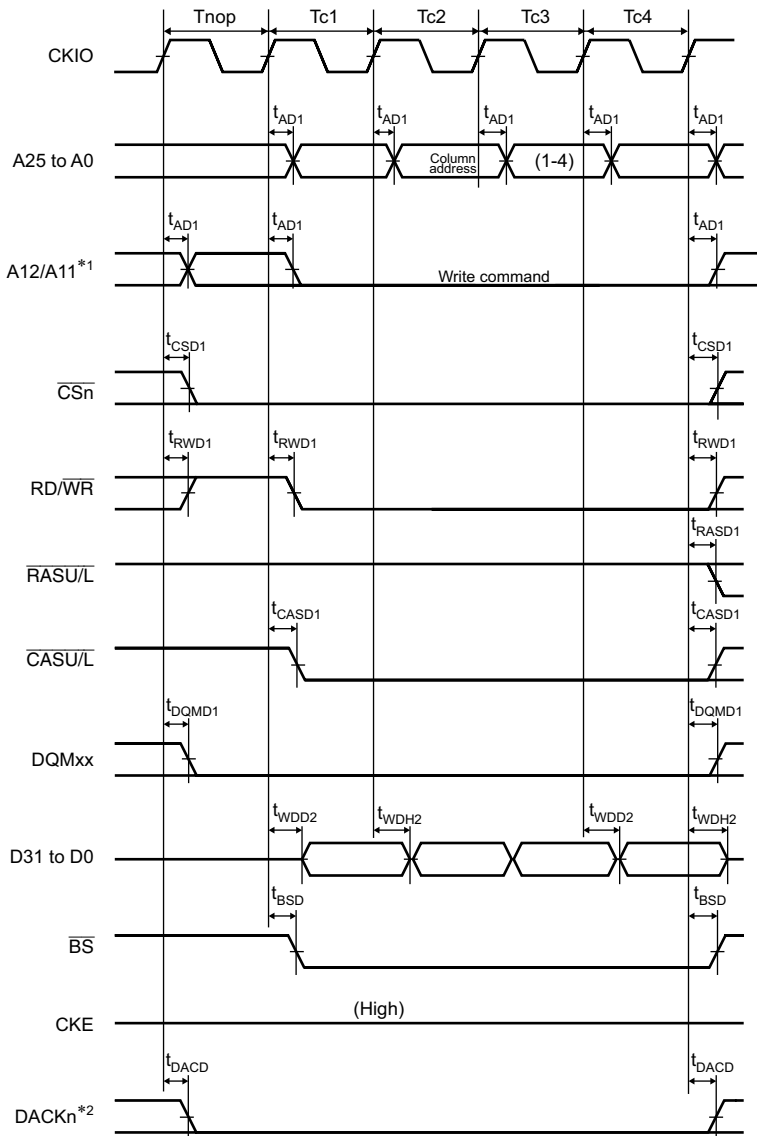 Tnop Tc1 Tc2 Tc3 Tc4
CKIO
tAD1 tAD1 tAD1 tAD1 tAD1
A25 to A0
Column
address
(1-4)
tAD1 tAD1 tAD1
A12/A11*1
Write command
tCSD1 tCSD1
CSn
tRWD1 tRWD1 tRWD1
RD/WR
tRASD1
RASU/L
tCASD1 tCASD1
CASU/L
tDQMD1 tDQMD1
DQMxx
tWDD2 tWDH2 tWDD2 tWDH2
D31 to D0
tBSD tBSD
BS
(High)
CKE
tDACD tDACD
DACKn*2